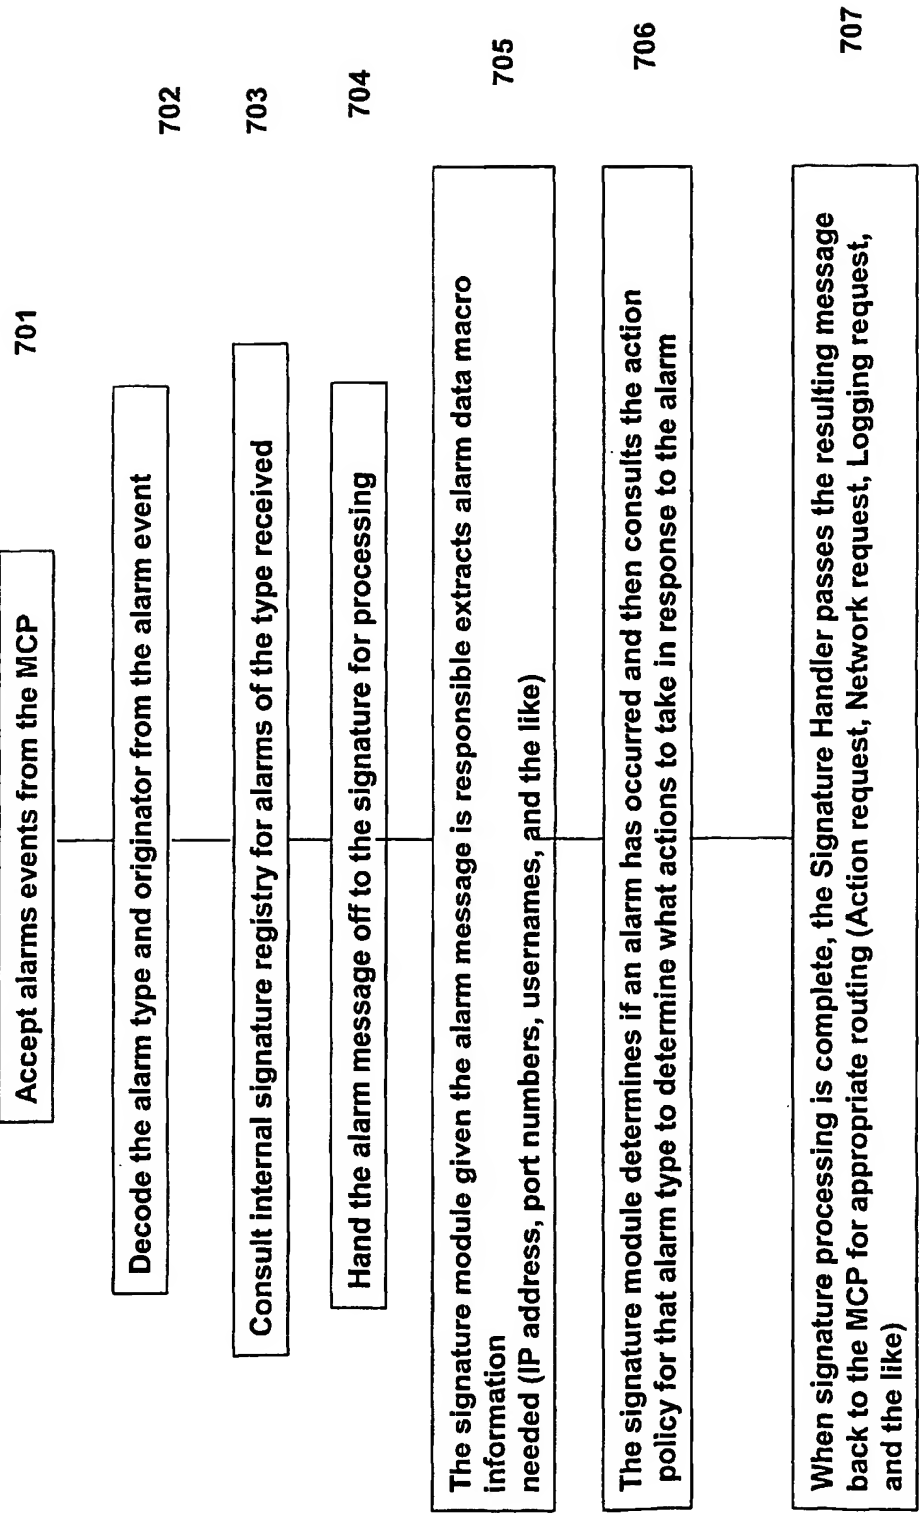 Accept alarms events from the MCP
701
Decode the alarm type and originator from the alarm event
702
Consult internal signature registry for alarms of the type received
703
Hand the alarm message off to the signature for processing
704
The signature module given the alarm message is responsible extracts alarm data macro
information
needed (IP address, port numbers, usernames, and the like)
705
The signature module determines if an alarm has occurred and then consults the action
policy for that alarm type to determine what actions to take in response to the alarm
706
When signature processing is complete, the Signature Handler passes the resulting message
back to the MCP for appropriate routing (Action request, Network request, Logging request,
and the like)
707